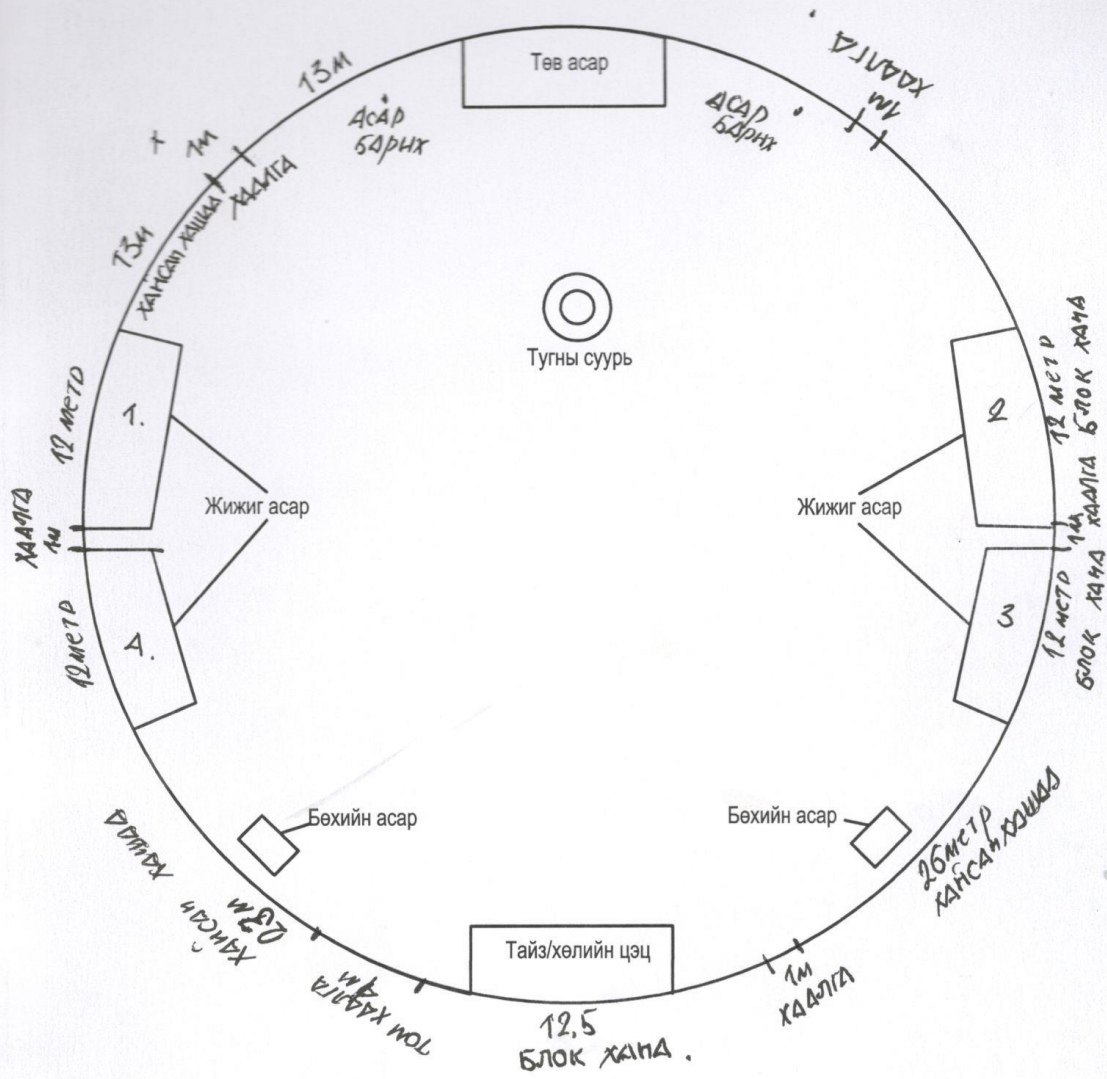 Төв асар
13м
АСАР
БАРИХ
АСАР
БАРИХ
ХААЛГА
1м
1м
ХААЛГА
13м
ХАЙСАН ХАШАА
Тугны суурь
12 метр
1.
2
12 метр
БЛОК ХАНА
Жижиг асар
Жижиг асар
ХААЛГА
1м
1м
ХААЛГА
12метр
4.
3
12 метр
БЛОК ХАНА
Бөхийн асар
Бөхийн асар
ХАШАА
ХАЙСАН
23м
26метр
ХАЙСАН ХАШАА
Тайз/хөлийн цэц
ТОМ ХААЛГА
4м
1м
ХААЛГА
12,5
БЛОК ХАНА.